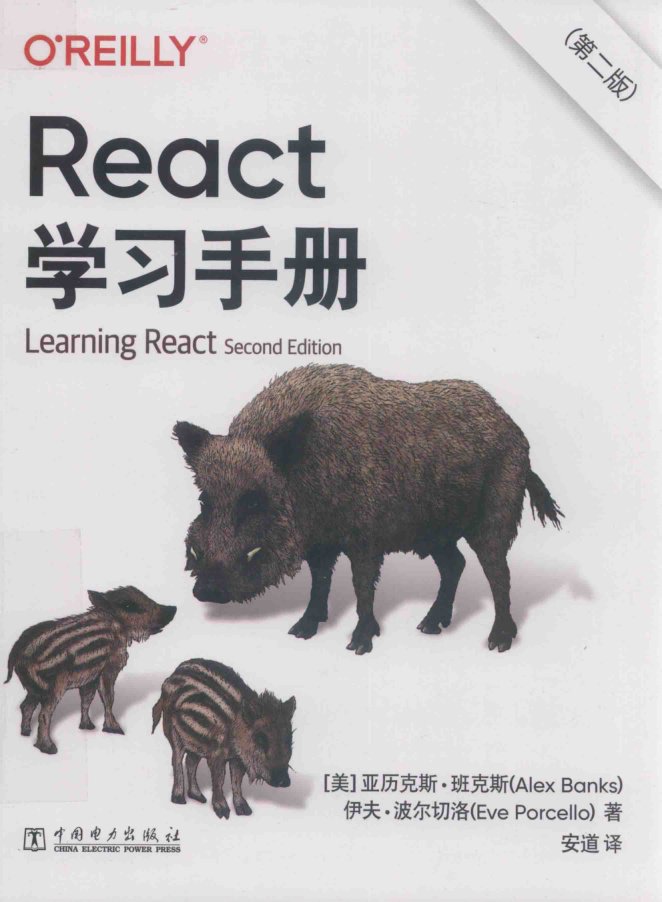 O'REILLY®
（第二版）
React
学习手册
Learning React Second Edition
[美] 亚历克斯·班克斯(Alex Banks)
伊夫·波尔切洛(Eve Porcello) 著
安道 译
中国电力出版社
CHINA ELECTRIC POWER PRESS